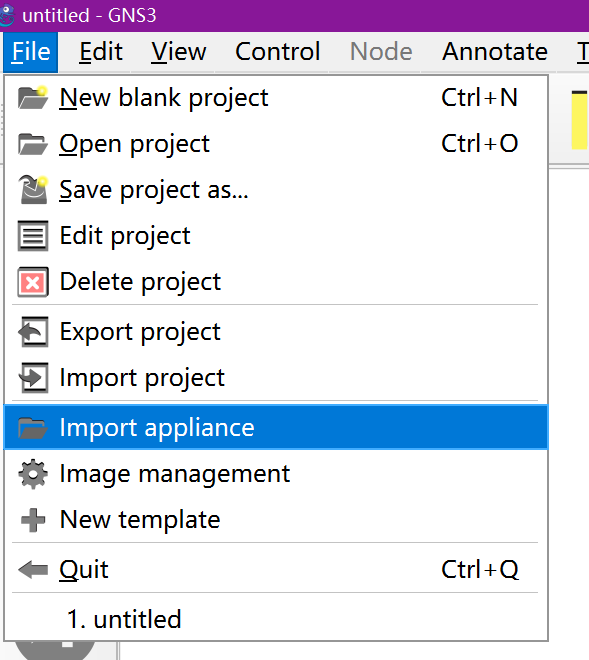 untitled - GNS3
File Edit View Control Node Annotate T
New blank project Ctrl+N
Open project Ctrl+O
Save project as...
Edit project
Delete project
Export project
Import project
Import appliance
Image management
New template
Quit Ctrl+Q
1. untitled